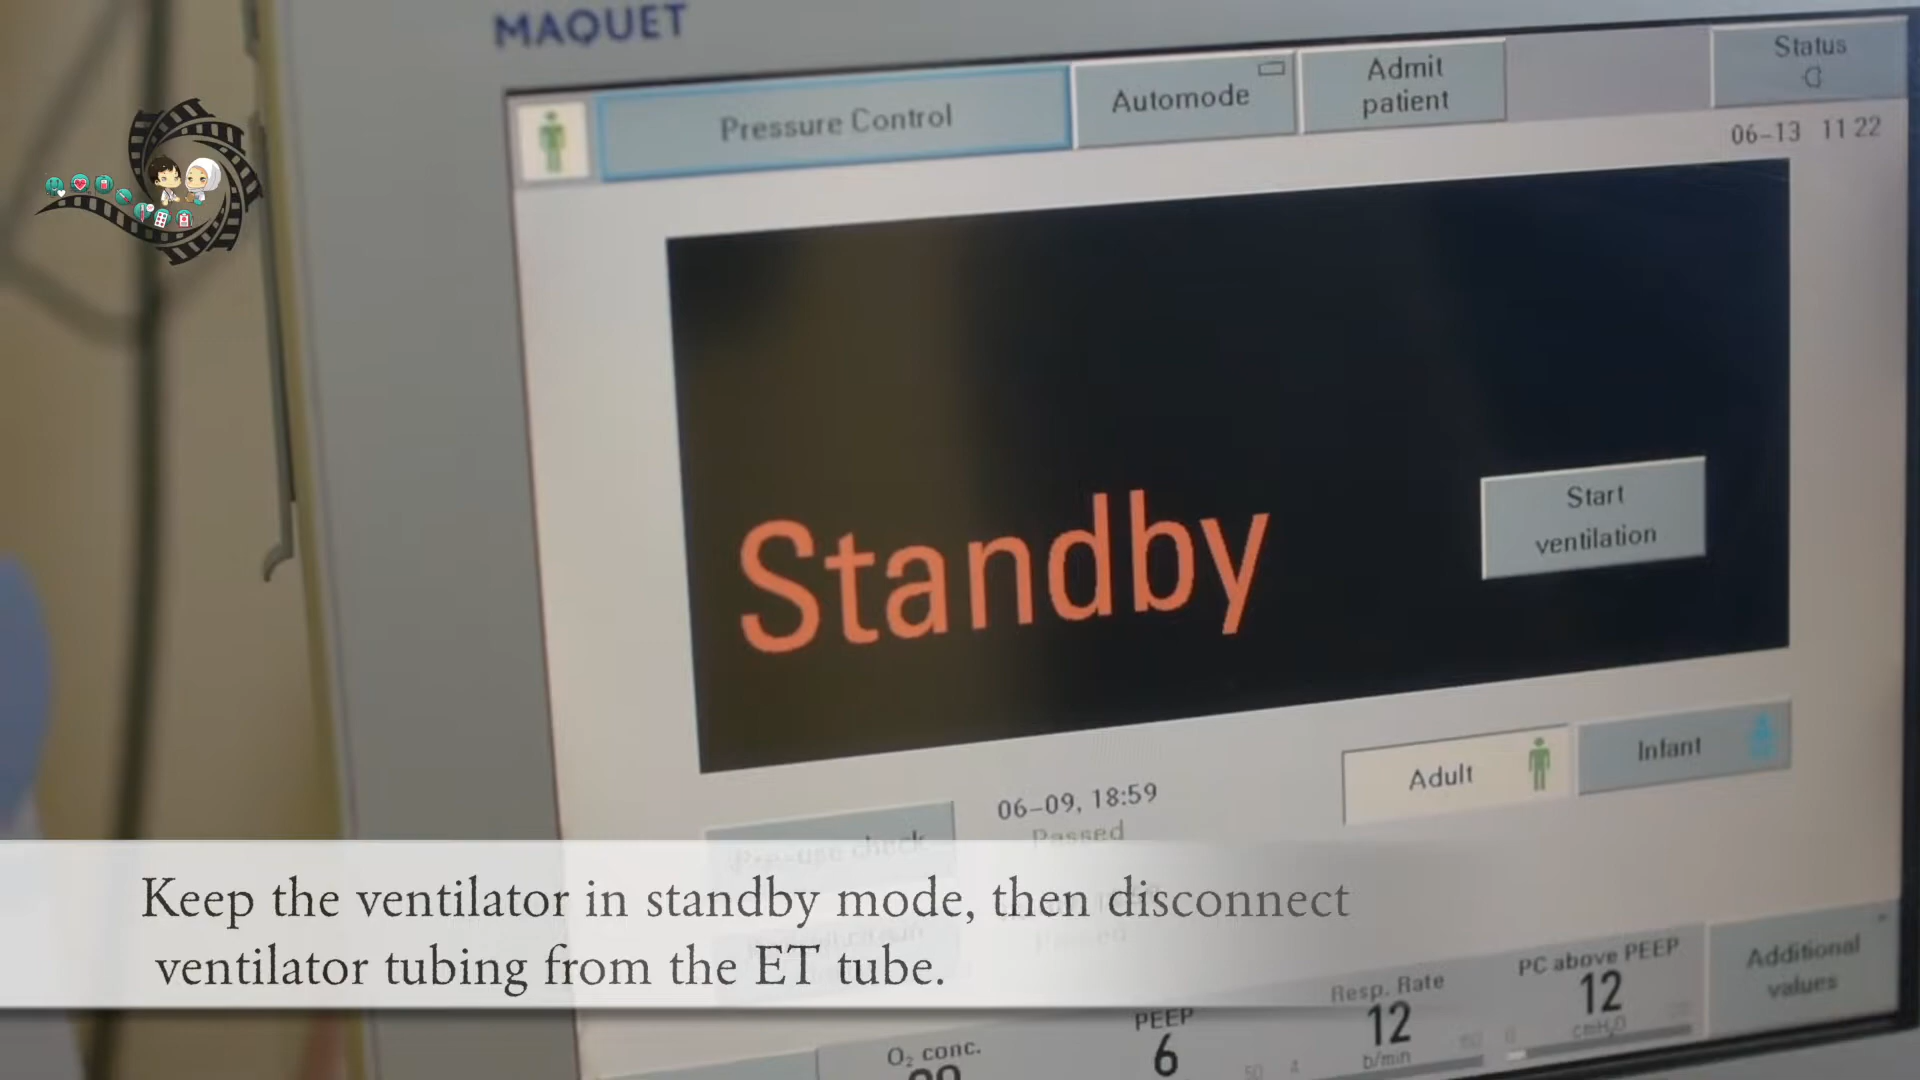 MAQUET
Pressure Control
Automode
Admit
patient
Status
06-13 11 22
Standby
Start
ventilation
Adult
Infant
06-09, 18:59
Passed
check
Keep the ventilator in standby mode, then disconnect
ventilator tubing from the ET tube.
O₂ conc.
PEEP
6
Resp. Rate
12
b/min
PC above PEEP
12
cmH₂O
Additional
values